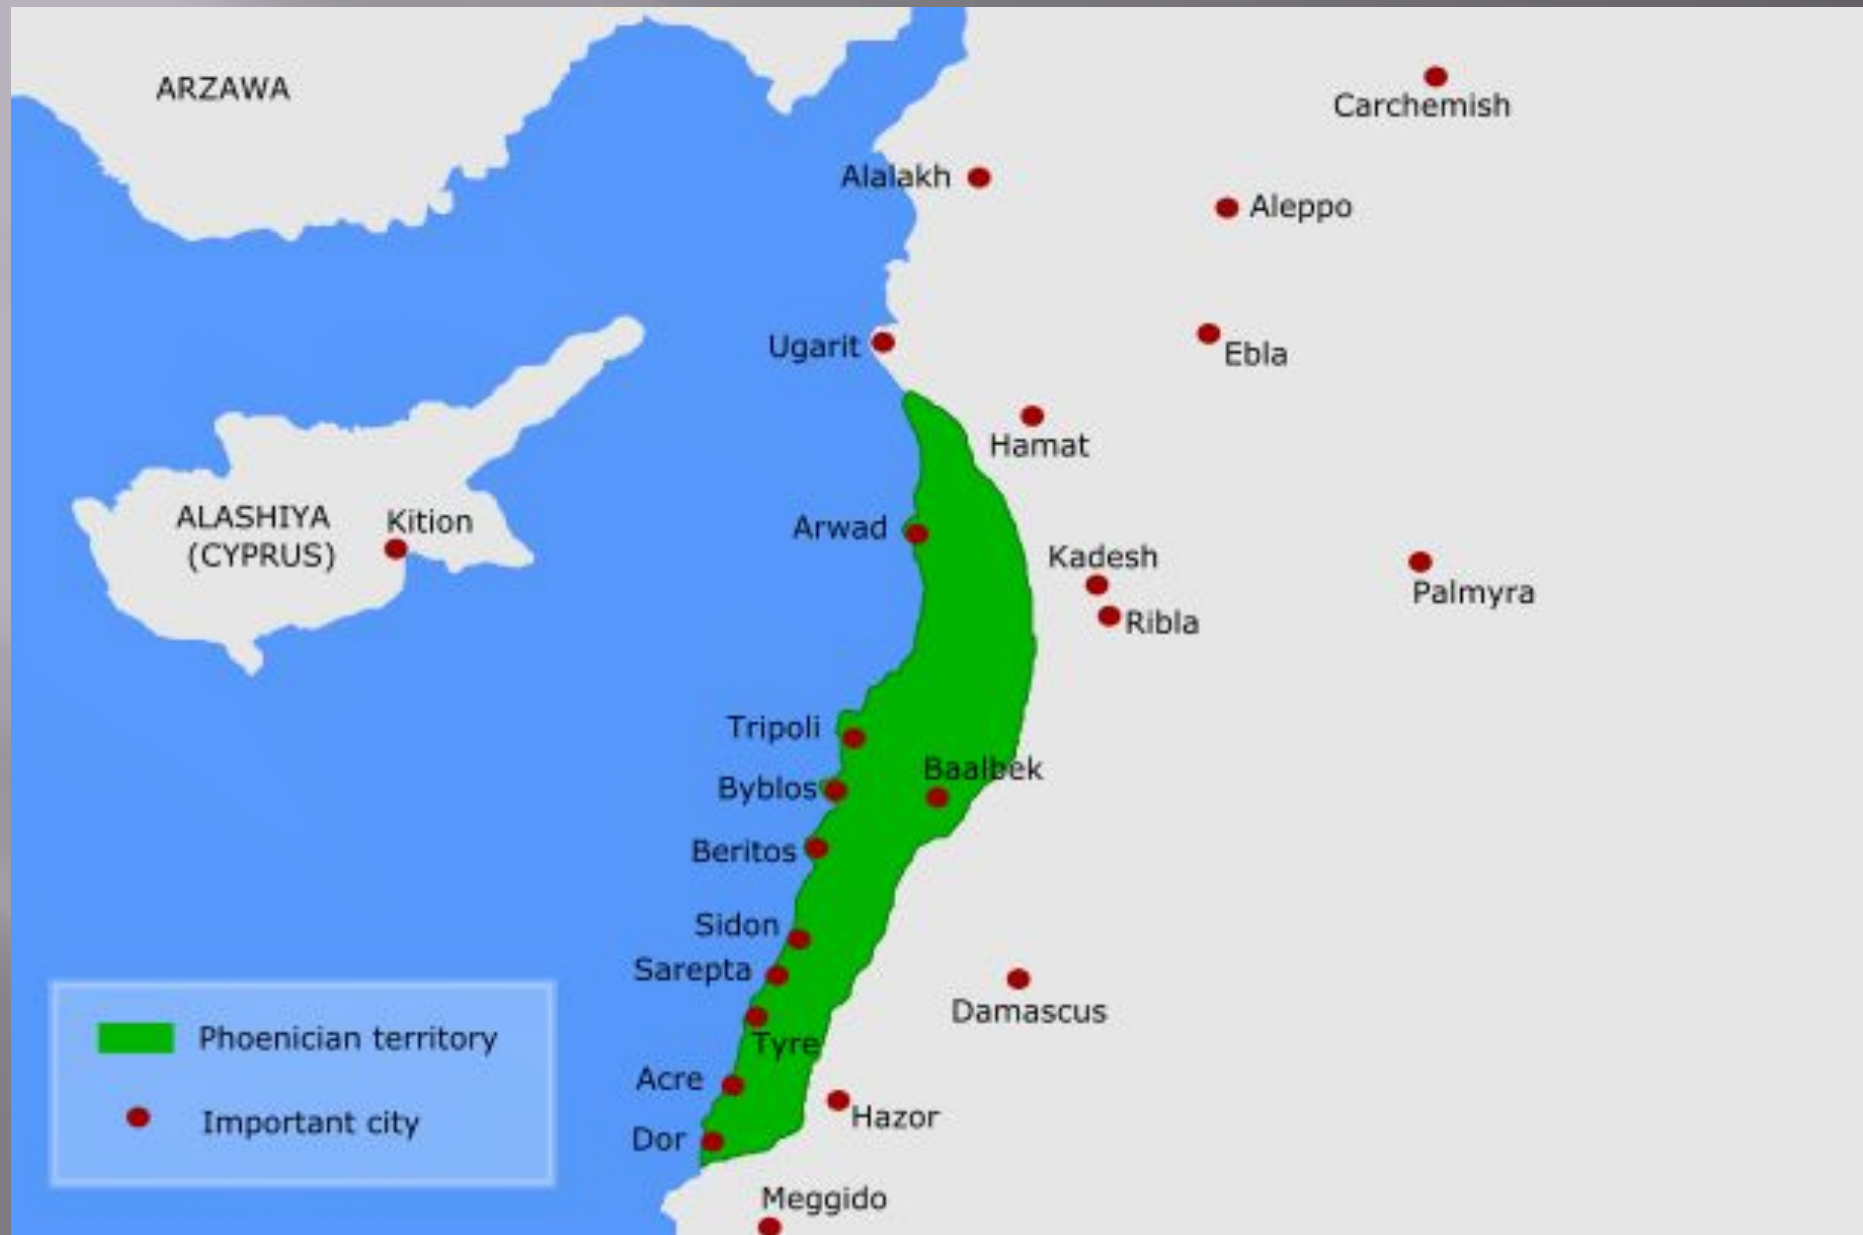 ARZAWA
Carchemish
Alalakh
Aleppo
Ugarit
Ebla
Hamat
ALASHIYA
(CYPRUS)
Kition
Arwad
Kadesh
Ribla
Palmyra
Tripoli
Byblos
Baalbek
Beritos
Sidon
Sarepta
Damascus
Tyre
Acre
Hazor
Dor
Meggido
Phoenician territory
Important city